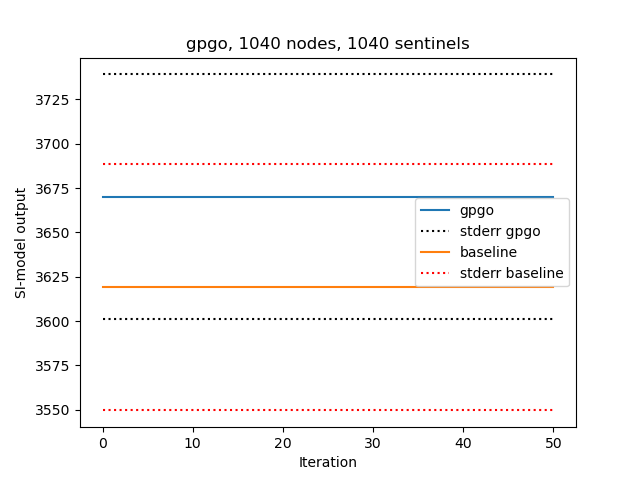 gpgo, 1040 nodes, 1040 sentinels
3725
3700
3675
3650
3625
3600
3575
3550
SI-model output
gpgo
stderr gpgo
baseline
stderr baseline
0 10 20 30 40 50
Iteration